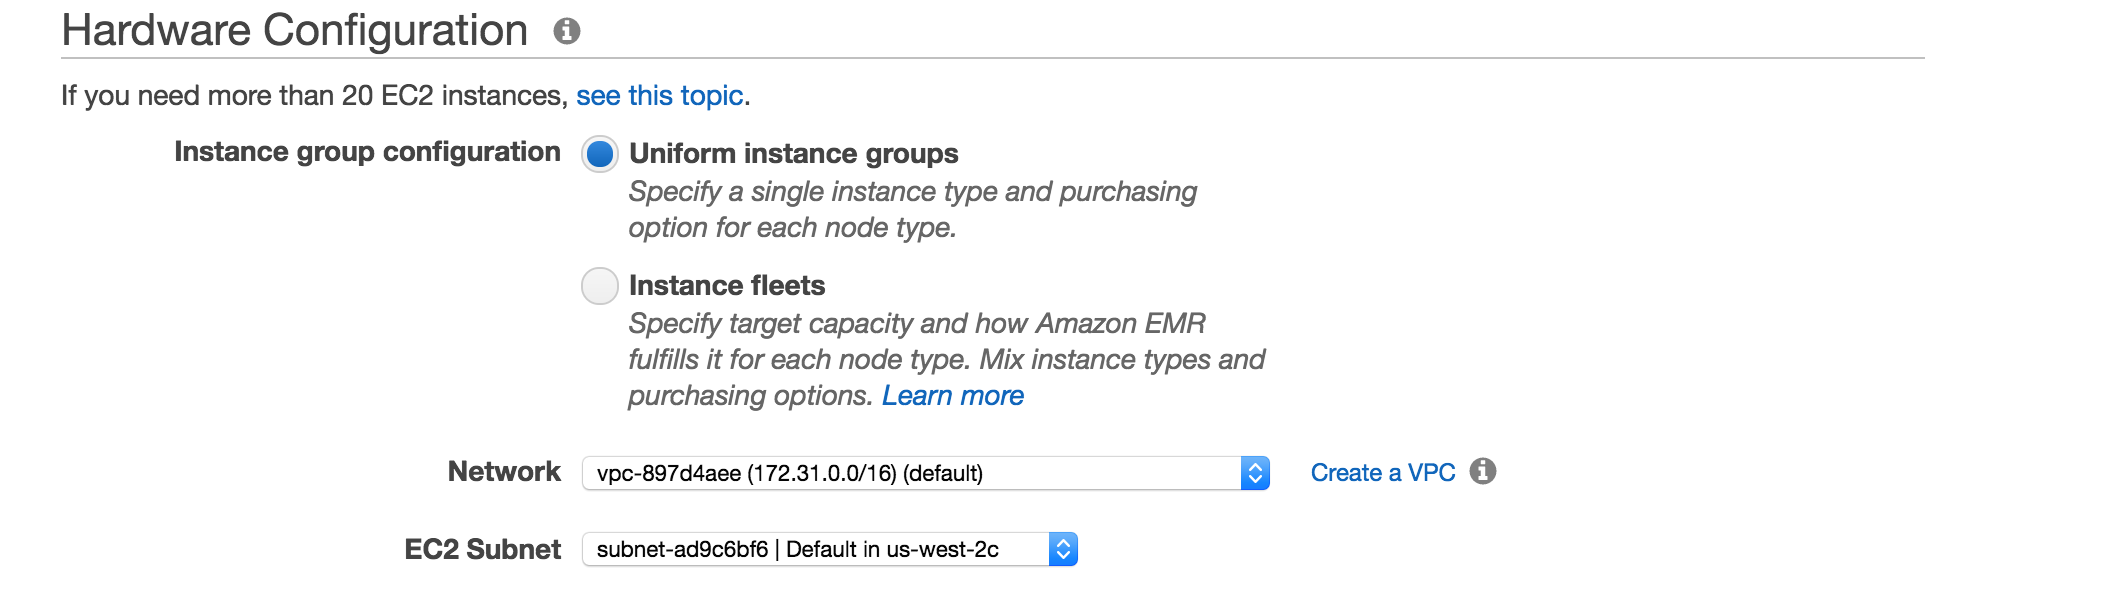 Hardware Configuration
If you need more than 20 EC2 instances, see this topic.
Instance group configuration
Uniform instance groups
Specify a single instance type and purchasing
option for each node type.
Instance fleets
Specify target capacity and how Amazon EMR
fulfills it for each node type. Mix instance types and
purchasing options. Learn more
Network vpc-897d4aee (172.31.0.0/16) (default) Create a VPC
EC2 Subnet subnet-ad9c6bf6 | Default in us-west-2c